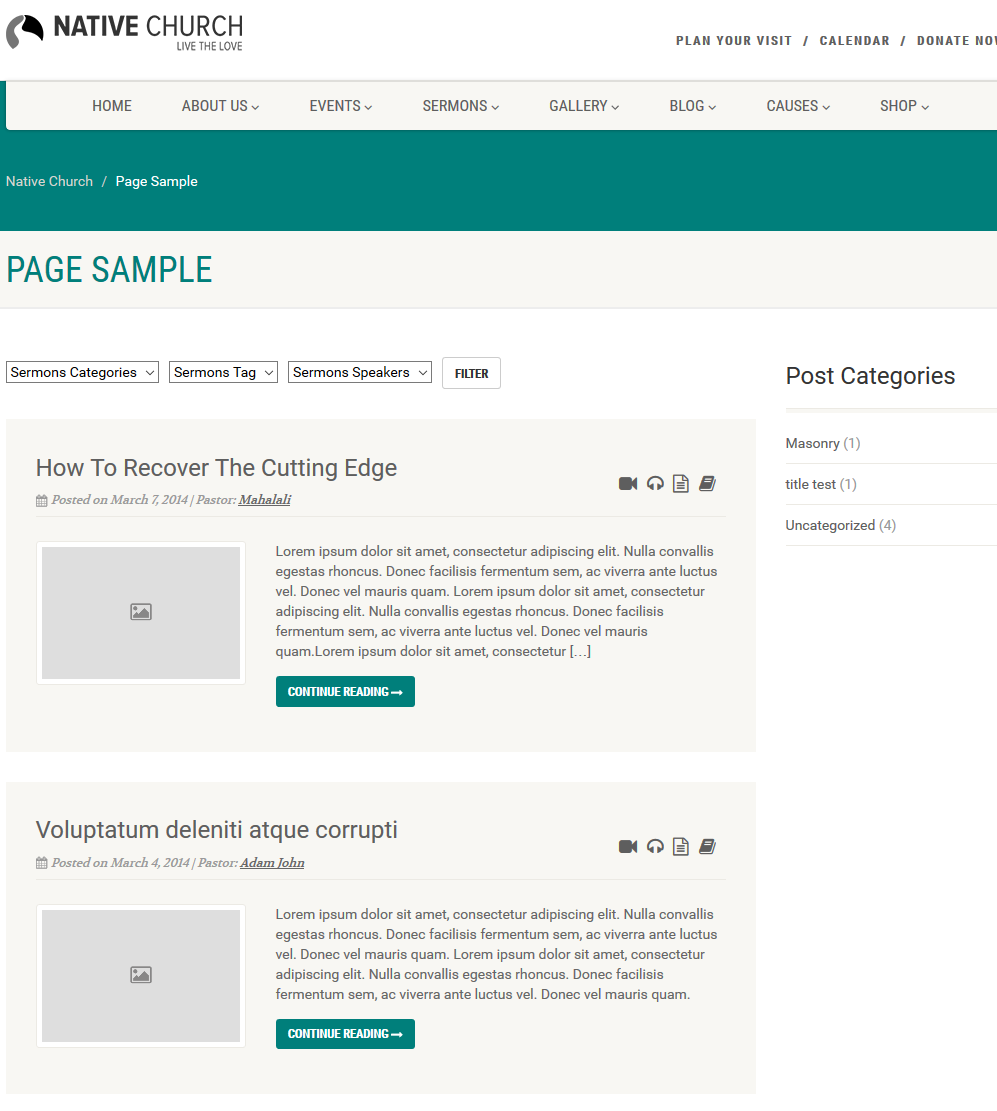 NATIVE CHURCH
LIVE THE LOVE
PLAN YOUR VISIT / CALENDAR / DONATE NOW
HOME ABOUT US EVENTS SERMONS GALLERY BLOG CAUSES SHOP
Native Church / Page Sample
PAGE SAMPLE
Sermons Categories Sermons Tag Sermons Speakers FILTER
How To Recover The Cutting Edge
Posted on March 7, 2014 | Pastor: Mahalali
Lorem ipsum dolor sit amet, consectetur adipiscing elit. Nulla convallis
egestas rhoncus. Donec facilisis fermentum sem, ac viverra ante luctus
vel. Donec vel mauris quam. Lorem ipsum dolor sit amet, consectetur
adipiscing elit. Nulla convallis egestas rhoncus. Donec facilisis
fermentum sem, ac viverra ante luctus vel. Donec vel mauris
quam.Lorem ipsum dolor sit amet, consectetur […]
CONTINUE READING →
Voluptatum deleniti atque corrupti
Posted on March 4, 2014 | Pastor: Adam John
Lorem ipsum dolor sit amet, consectetur adipiscing elit. Nulla convallis
egestas rhoncus. Donec facilisis fermentum sem, ac viverra ante luctus
vel. Donec vel mauris quam. Lorem ipsum dolor sit amet, consectetur
adipiscing elit. Nulla convallis egestas rhoncus. Donec facilisis
fermentum sem, ac viverra ante luctus vel. Donec vel mauris quam.
CONTINUE READING →
Post Categories
Masonry (1)
title test (1)
Uncategorized (4)